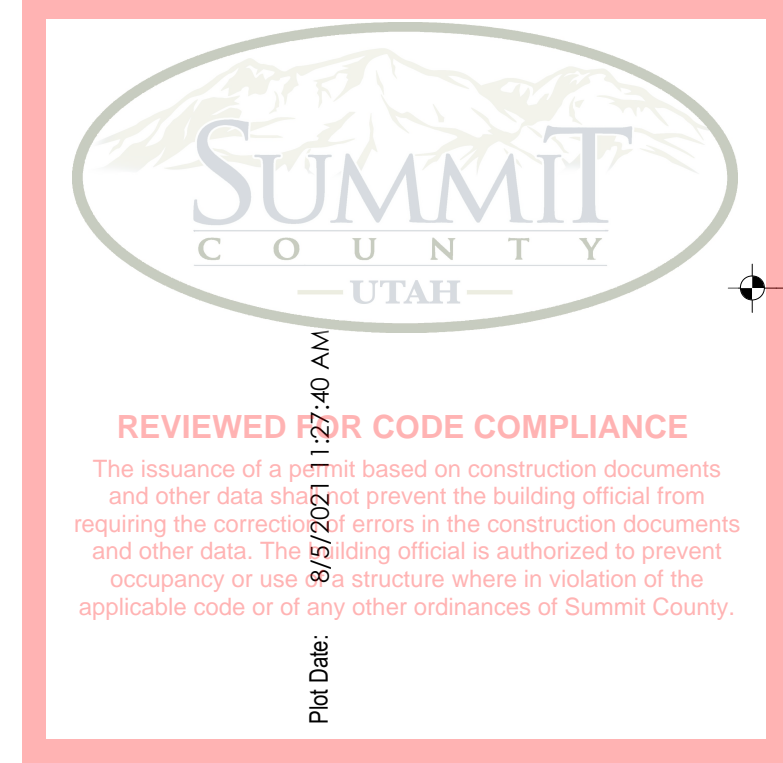 SUMMIT
COUNTY
UTAH
REVIEWED FOR CODE COMPLIANCE
The issuance of a permit based on construction documents
and other data shall not prevent the building official from
requiring the correction of errors in the construction documents
and other data. The building official is authorized to prevent
occupancy or use of a structure where in violation of the
applicable code or of any other ordinances of Summit County.
Plot Date: 8/5/2021 11:27:40 AM